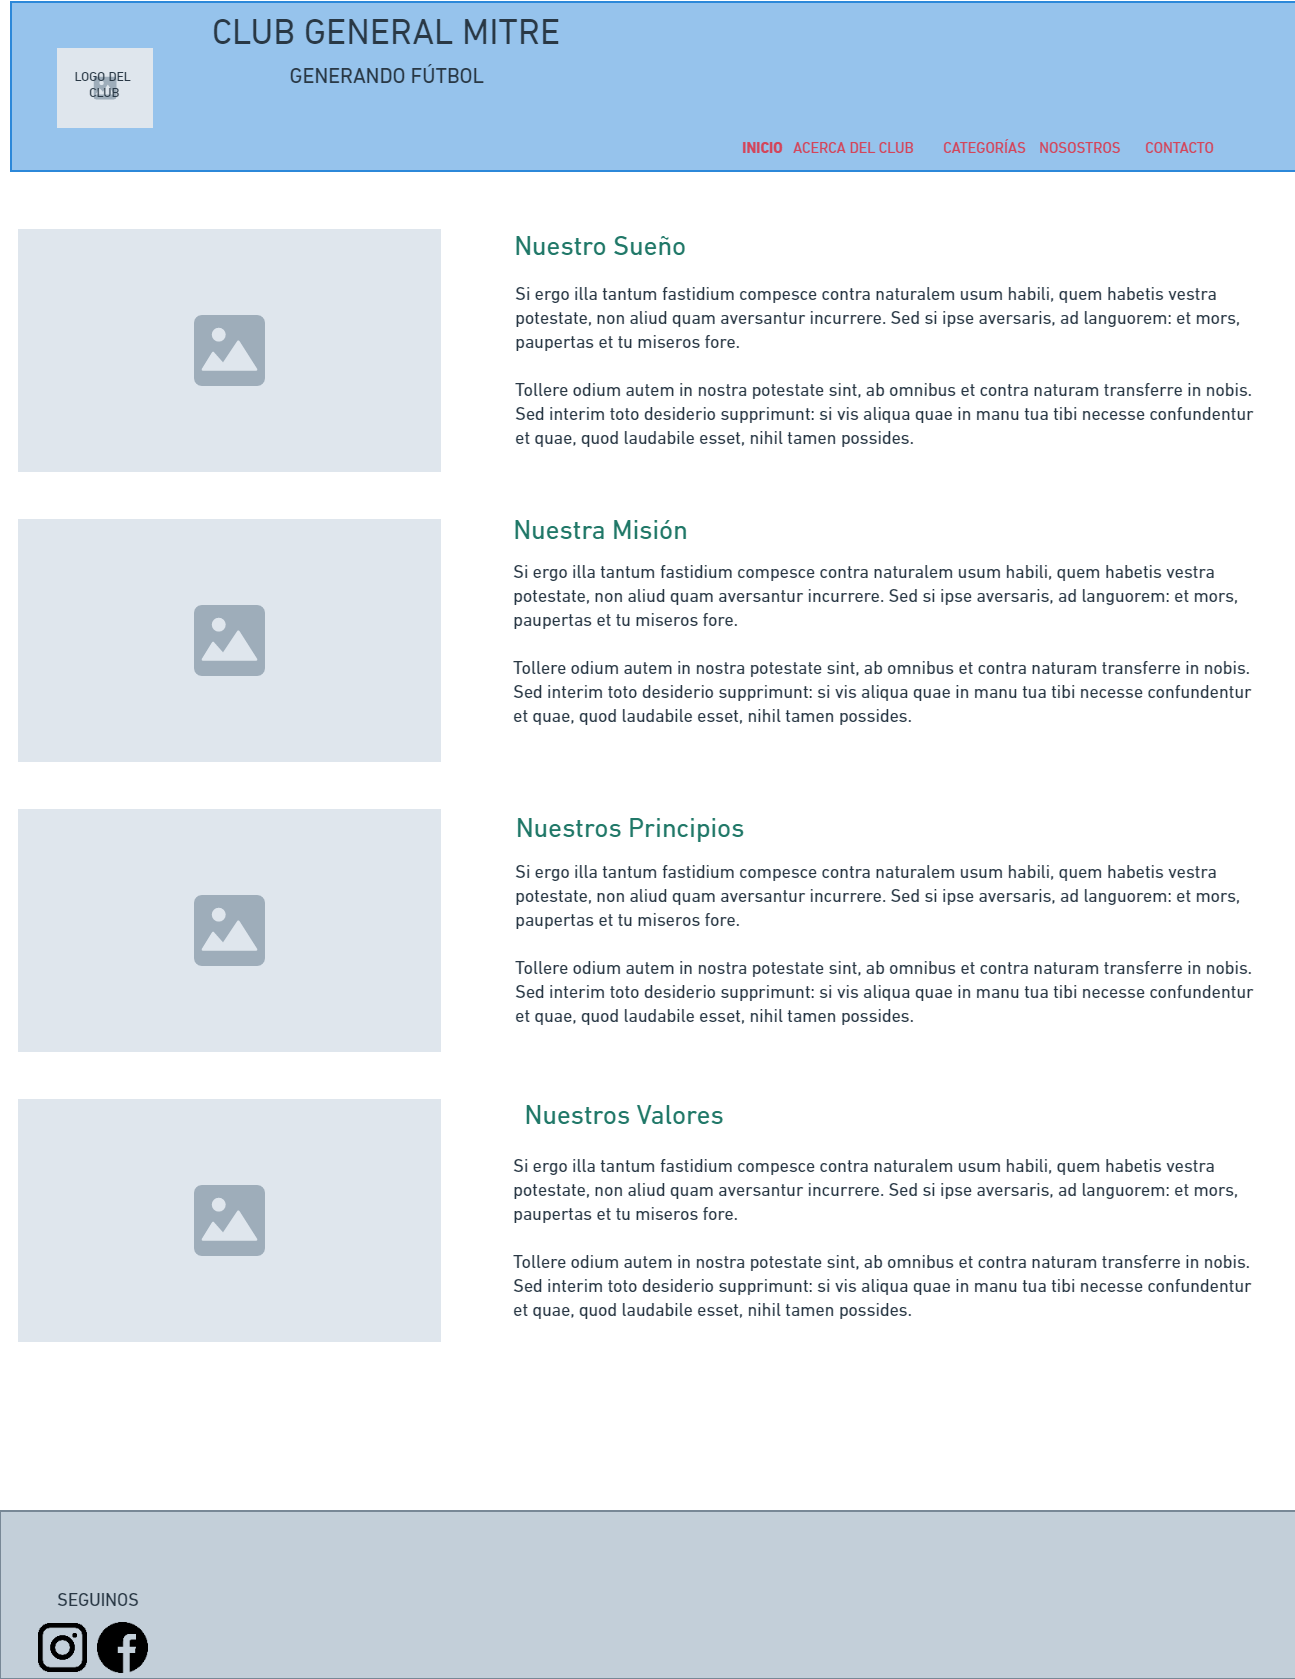 CLUB GENERAL MITRE
GENERANDO FÚTBOL
LOGO DEL
CLUB
INICIO ACERCA DEL CLUB CATEGORÍAS NOSOSTROS CONTACTO
Nuestro Sueño
Si ergo illa tantum fastidium compesce contra naturalem usum habili, quem habetis vestra
potestate, non aliud quam aversantur incurrere. Sed si ipse aversaris, ad languorem: et mors,
paupertas et tu miseros fore.
Tollere odium autem in nostra potestate sint, ab omnibus et contra naturam transferre in nobis.
Sed interim toto desiderio supprimunt: si vis aliqua quae in manu tua tibi necesse confundentur
et quae, quod laudabile esset, nihil tamen possides.
Nuestra Misión
Si ergo illa tantum fastidium compesce contra naturalem usum habili, quem habetis vestra
potestate, non aliud quam aversantur incurrere. Sed si ipse aversaris, ad languorem: et mors,
paupertas et tu miseros fore.
Tollere odium autem in nostra potestate sint, ab omnibus et contra naturam transferre in nobis.
Sed interim toto desiderio supprimunt: si vis aliqua quae in manu tua tibi necesse confundentur
et quae, quod laudabile esset, nihil tamen possides.
Nuestros Principios
Si ergo illa tantum fastidium compesce contra naturalem usum habili, quem habetis vestra
potestate, non aliud quam aversantur incurrere. Sed si ipse aversaris, ad languorem: et mors,
paupertas et tu miseros fore.
Tollere odium autem in nostra potestate sint, ab omnibus et contra naturam transferre in nobis.
Sed interim toto desiderio supprimunt: si vis aliqua quae in manu tua tibi necesse confundentur
et quae, quod laudabile esset, nihil tamen possides.
Nuestros Valores
Si ergo illa tantum fastidium compesce contra naturalem usum habili, quem habetis vestra
potestate, non aliud quam aversantur incurrere. Sed si ipse aversaris, ad languorem: et mors,
paupertas et tu miseros fore.
Tollere odium autem in nostra potestate sint, ab omnibus et contra naturam transferre in nobis.
Sed interim toto desiderio supprimunt: si vis aliqua quae in manu tua tibi necesse confundentur
et quae, quod laudabile esset, nihil tamen possides.
SEGUINOS